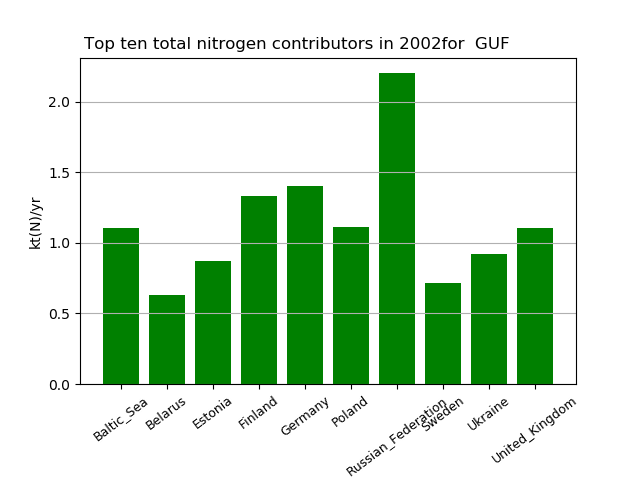 Top ten total nitrogen contributors in 2002for  GUF
kt(N)/yr
2.0
1.5
1.0
0.5
0.0
Baltic_Sea
Belarus
Estonia
Finland
Germany
Poland
Russian_Federation
Sweden
Ukraine
United_Kingdom